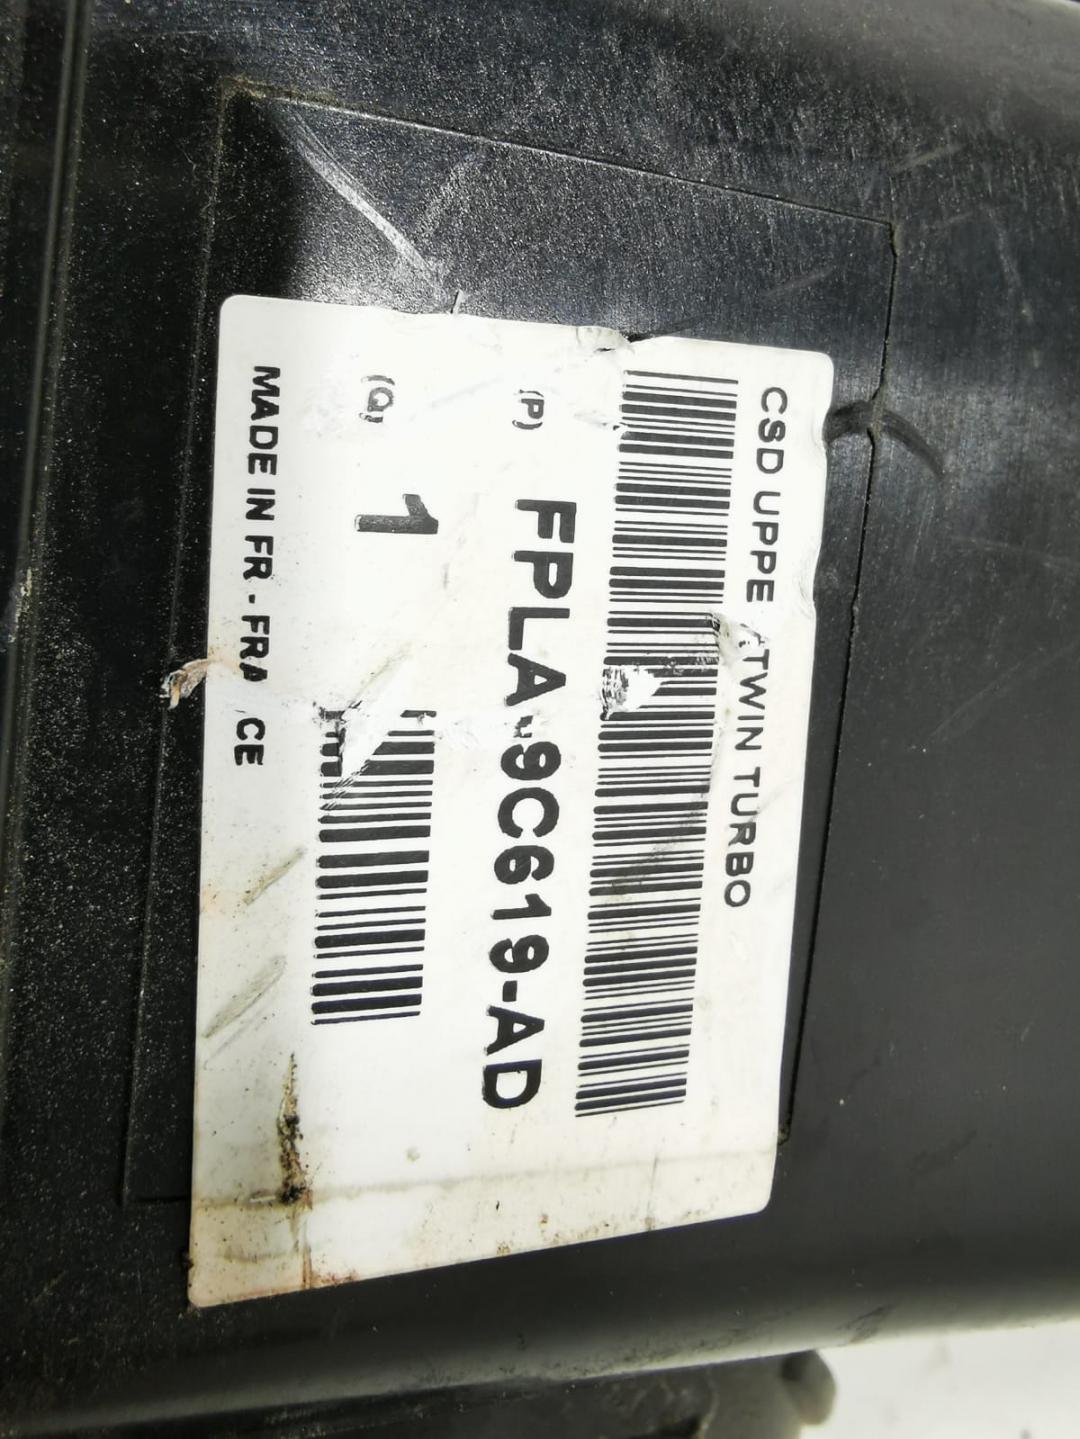 CSD UPPE TWIN TURBO
(P) FPLA-9C619-AD
(Q) 1
MADE IN FR - FRA CE